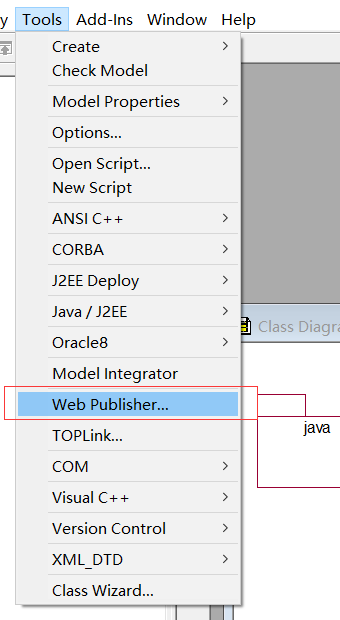 y Tools Add-Ins Window Help
Create
Check Model
Model Properties
Options...
Open Script...
New Script
ANSI C++
CORBA
J2EE Deploy
Java / J2EE
Oracle8
Class Diagra
Model Integrator
Web Publisher...
java
TOPLink...
COM
Visual C++
Version Control
XML_DTD
Class Wizard...